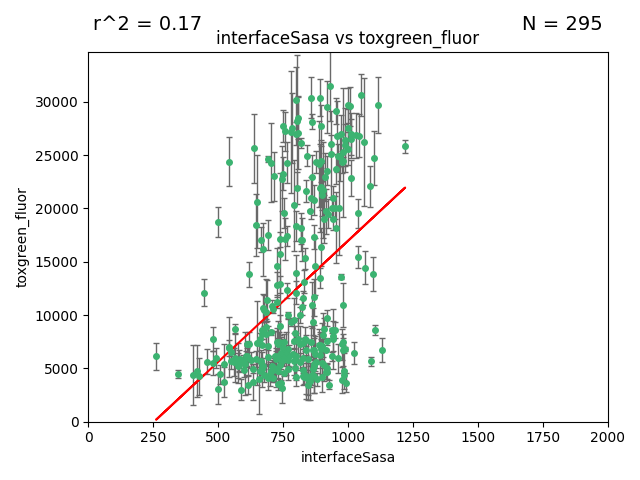 r^2 = 0.17 N = 295
interfaceSasa vs toxgreen_fluor
30000
25000
20000
15000
10000
5000
0
toxgreen_fluor
0 250 500 750 1000 1250 1500 1750 2000
interfaceSasa